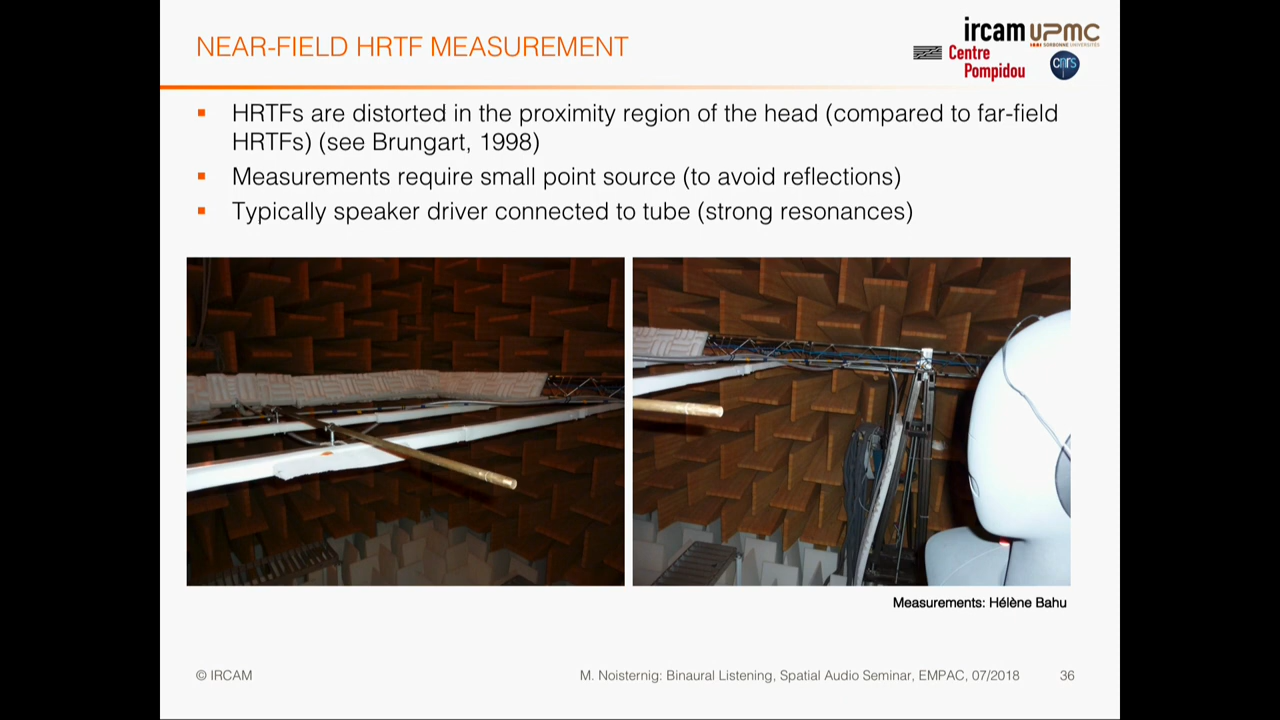 NEAR-FIELD HRTF MEASUREMENT
ircam UPMC
SORBONNE UNIVERSITÉS
Centre
Pompidou
cnrs
HRTFs are distorted in the proximity region of the head (compared to far-field
HRTFs) (see Brungart, 1998)
Measurements require small point source (to avoid reflections)
Typically speaker driver connected to tube (strong resonances)
Measurements: Hélène Bahu
© IRCAM
M. Noisternig: Binaural Listening, Spatial Audio Seminar, EMPAC, 07/2018
36